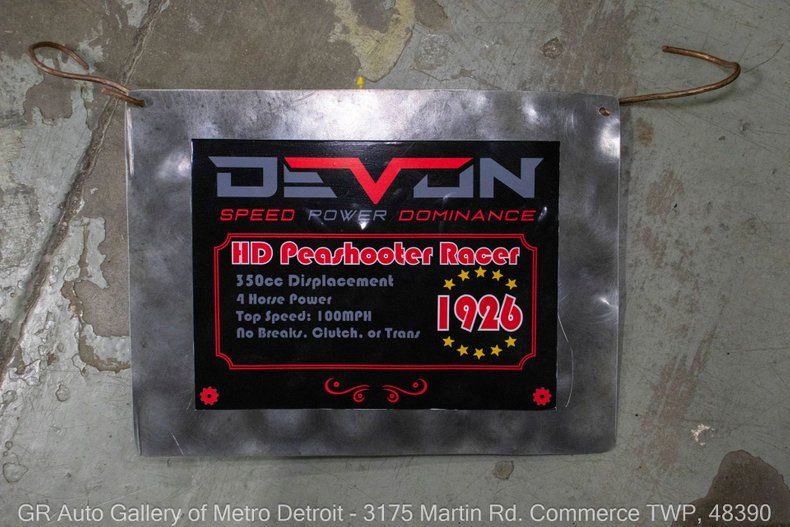 DEVON
SPEED POWER DOMINANCE
HD Peashooter Racer
350cc Displacement
4 Horse Power
Top Speed: 100MPH
No Breaks, Clutch, or Trans
1926
GR Auto Gallery of Metro Detroit - 3175 Martin Rd. Commerce TWP, 48390